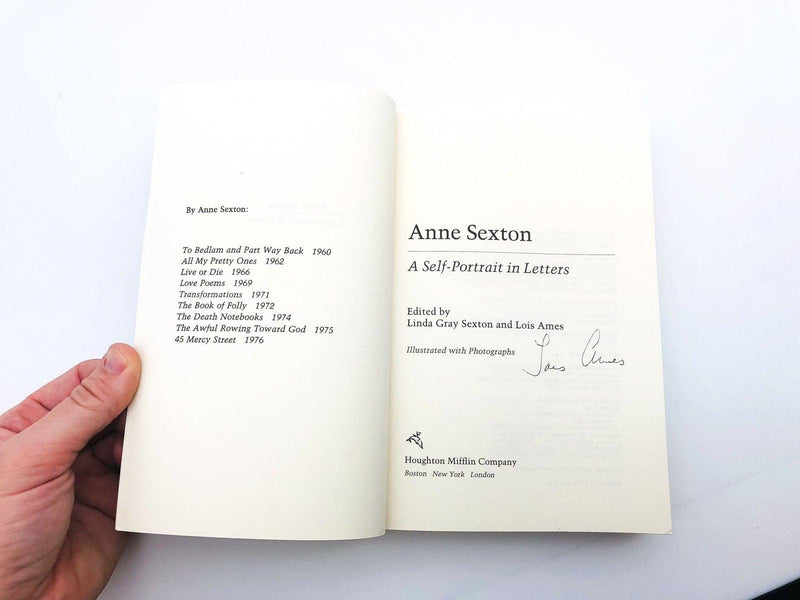 By Anne Sexton:
To Bedlam and Part Way Back 1960
All My Pretty Ones 1962
Live or Die 1966
Love Poems 1969
Transformations 1971
The Book of Folly 1972
The Death Notebooks 1974
The Awful Rowing Toward God 1975
45 Mercy Street 1976
Anne Sexton
A Self-Portrait in Letters
Edited by
Linda Gray Sexton and Lois Ames
Illustrated with Photographs
Lois Ames
Houghton Mifflin Company
Boston New York London